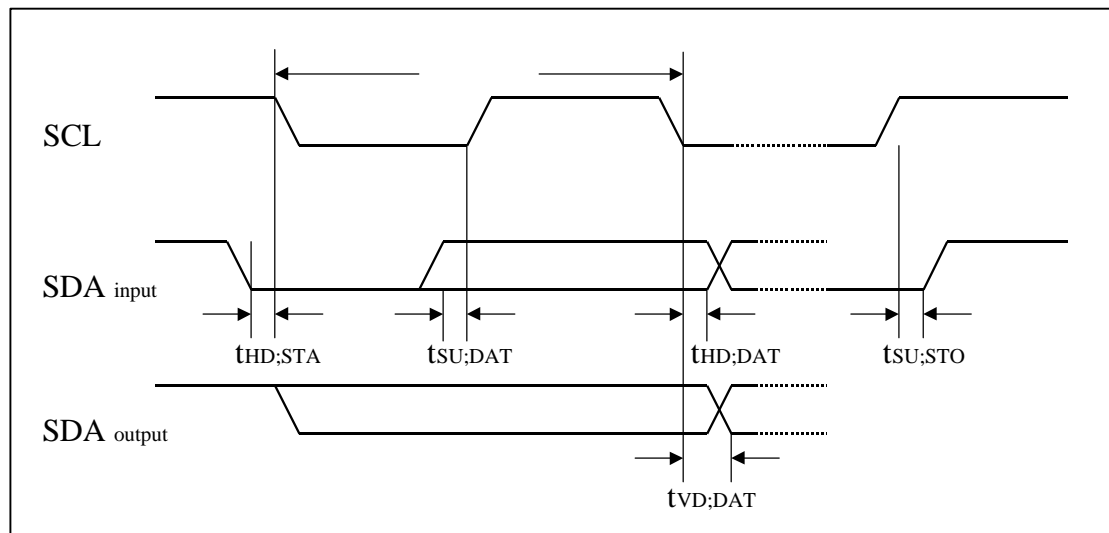 SCL
SDA input
tHD;STA tSU;DAT tHD;DAT tSU;STO
SDA output
tVD;DAT